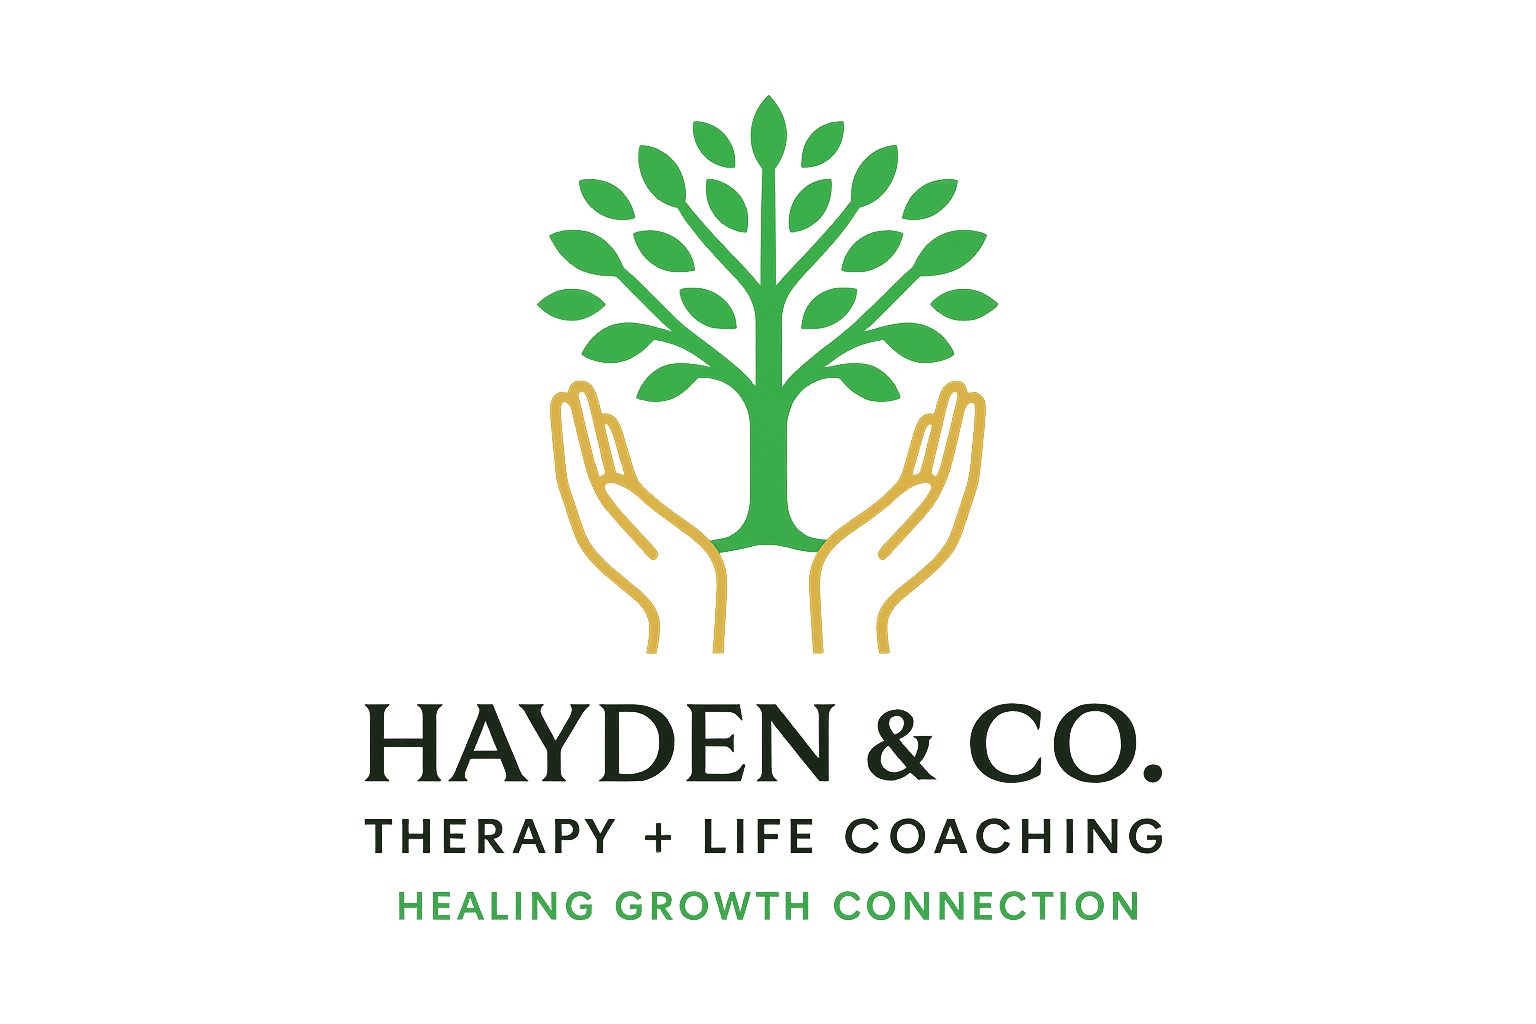 HAYDEN & CO.
THERAPY + LIFE COACHING
HEALING GROWTH CONNECTION